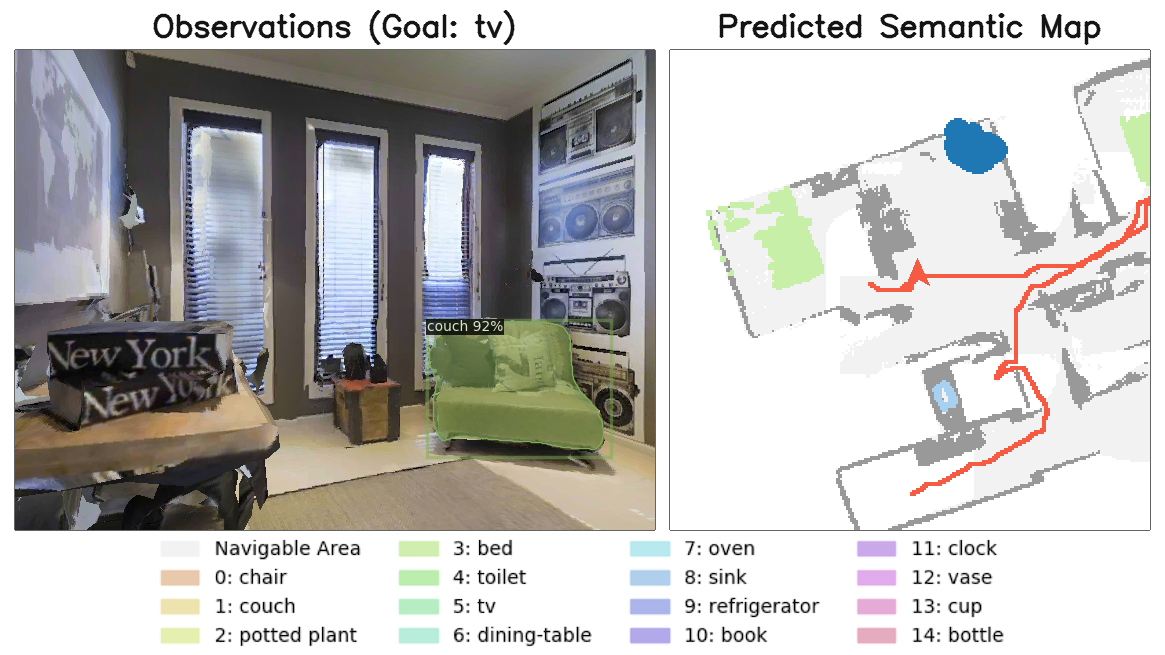 Observations (Goal: tv)
Predicted Semantic Map
couch 92%
New York
New York
Navigable Area
0: chair
1: couch
2: potted plant
3: bed
4: toilet
5: tv
6: dining-table
7: oven
8: sink
9: refrigerator
10: book
11: clock
12: vase
13: cup
14: bottle